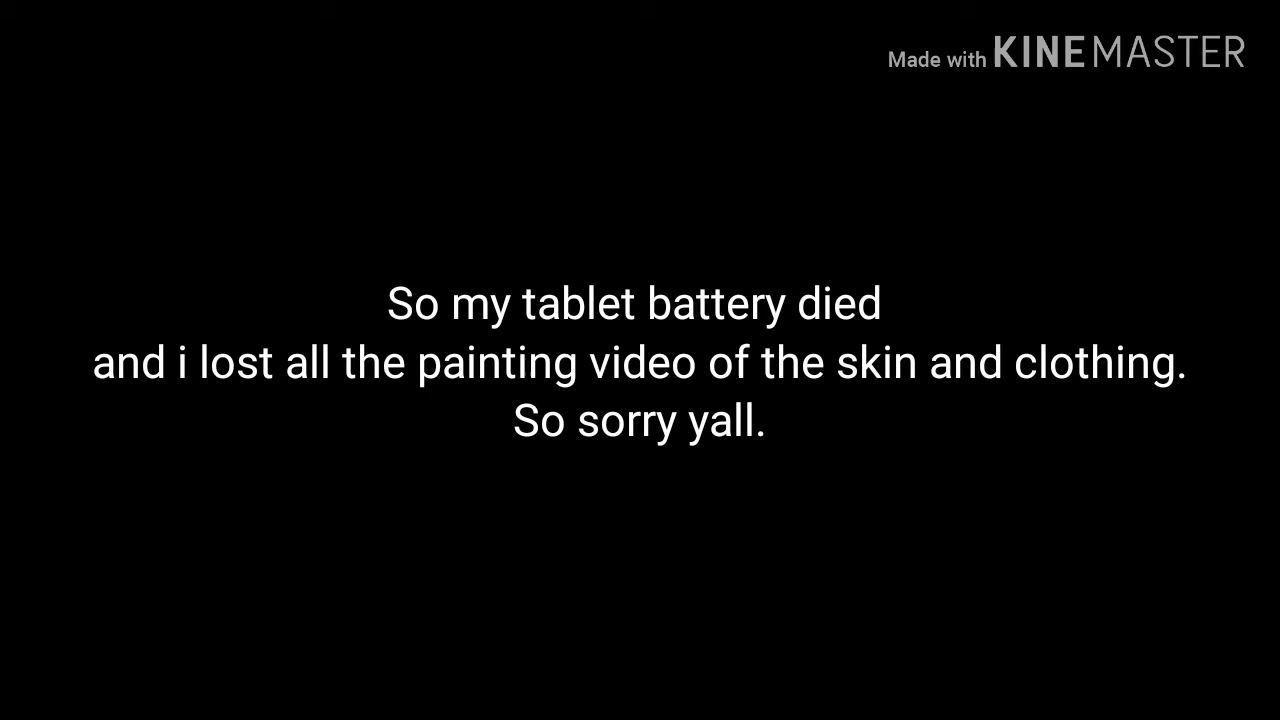 Made with KINEMASTER
So my tablet battery died
and i lost all the painting video of the skin and clothing.
So sorry yall.